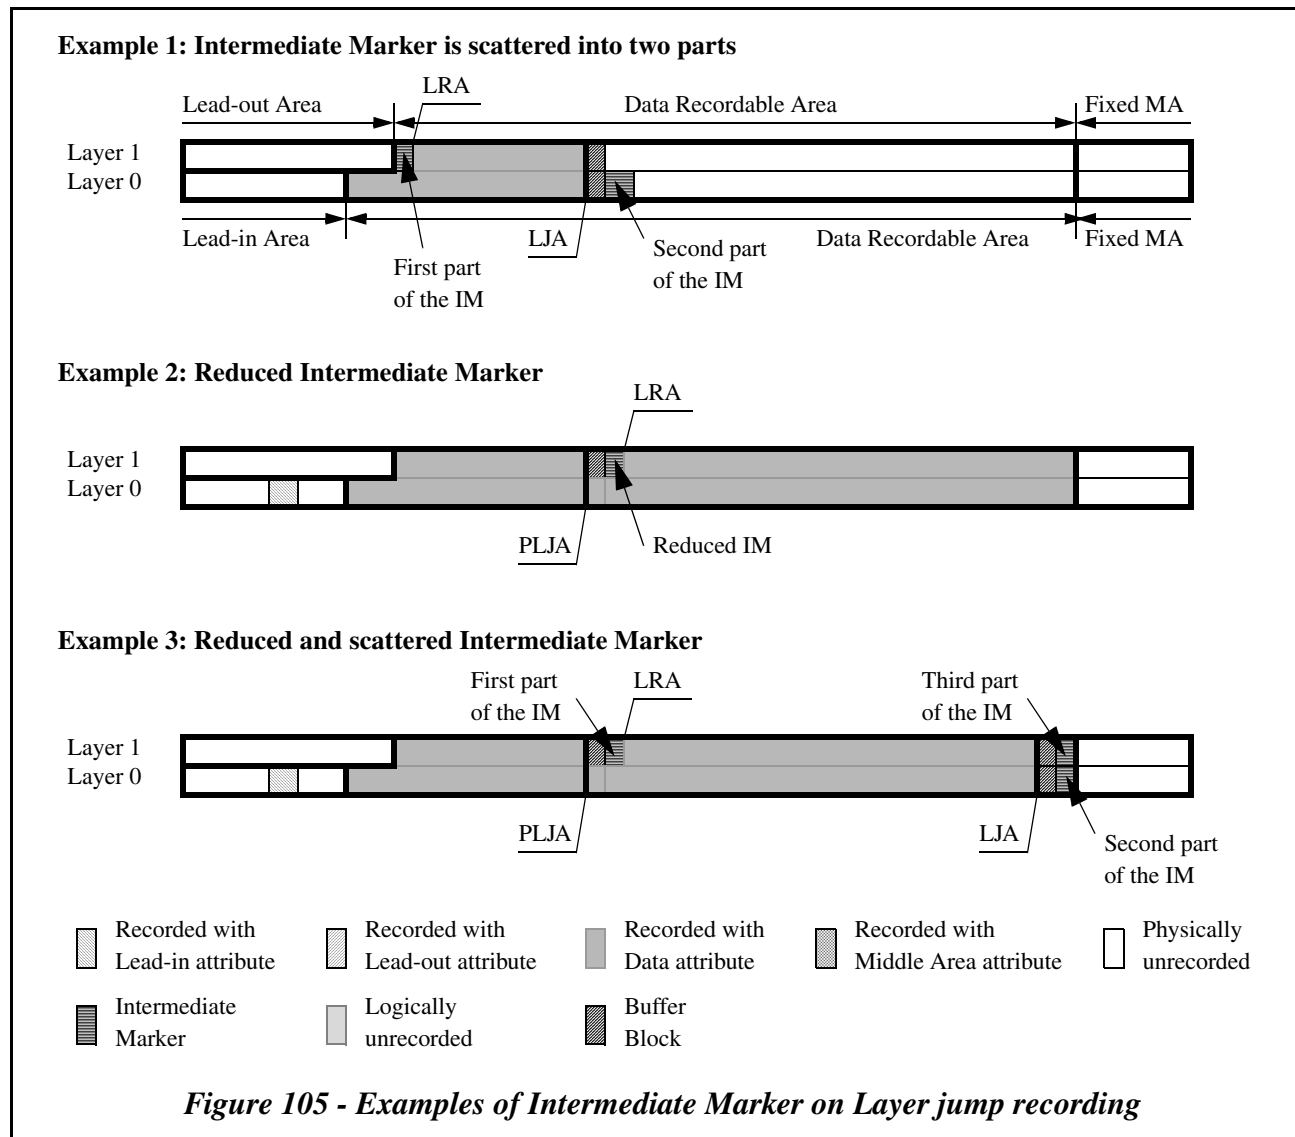 Example 1: Intermediate Marker is scattered into two parts
LRA
Lead-out Area
Data Recordable Area
Fixed MA
Layer 1
Layer 0
Lead-in Area
LJA
Data Recordable Area
Fixed MA
First part
of the IM
Second part
of the IM
Example 2: Reduced Intermediate Marker
LRA
Layer 1
Layer 0
PLJA
Reduced IM
Example 3: Reduced and scattered Intermediate Marker
First part
of the IM
LRA
Third part
of the IM
Layer 1
Layer 0
PLJA
LJA
Second part
of the IM
Recorded with
Lead-in attribute
Recorded with
Lead-out attribute
Recorded with
Data attribute
Recorded with
Middle Area attribute
Physically
unrecorded
Intermediate
Marker
Logically
unrecorded
Buffer
Block
Figure 105 - Examples of Intermediate Marker on Layer jump recording